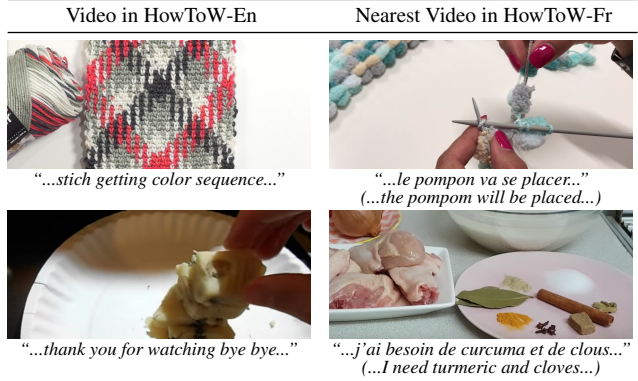 Video in HowToW-En
Nearest Video in HowToW-Fr
“...stich getting color sequence...”
“...le pompon va se placer...”
(...the pompom will be placed...)
“...thank you for watching bye bye...”
“...j’ai besoin de curcuma et de clous...”
(...I need turmeric and cloves...)